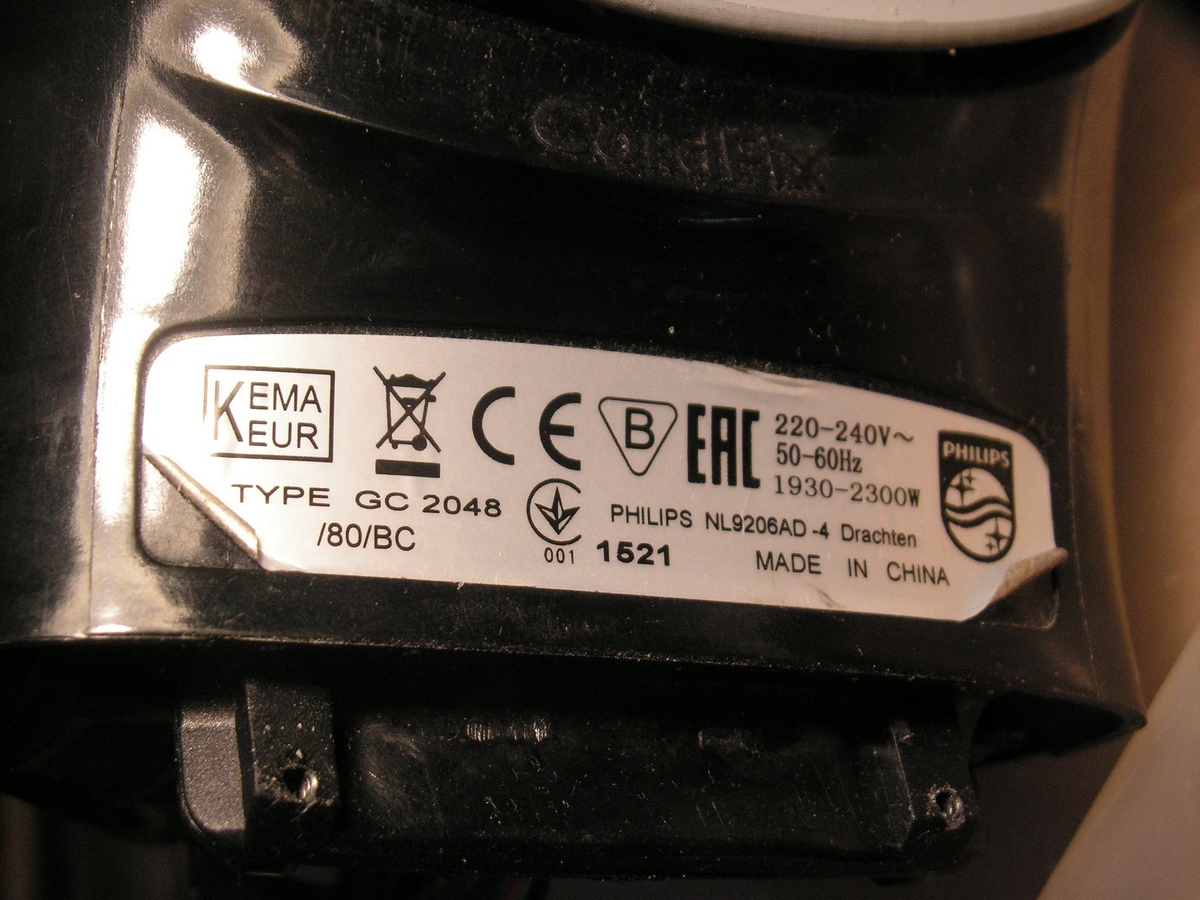 CordFix
KEMA
KEUR
CE
B
EAC
220-240V~
50-60Hz
1930-2300W
PHILIPS
TYPE GC 2048
/80/BC
001
1521
PHILIPS NL9206AD -4 Drachten
MADE IN CHINA